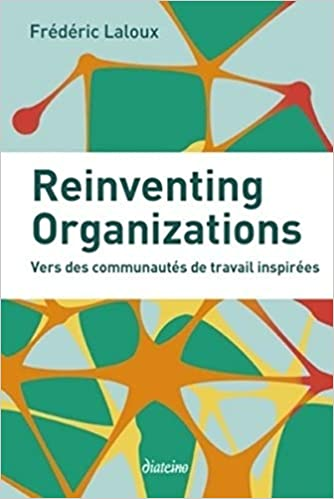 Frédéric Laloux
Reinventing
Organizations
Vers des communautés de travail inspirées
diateino